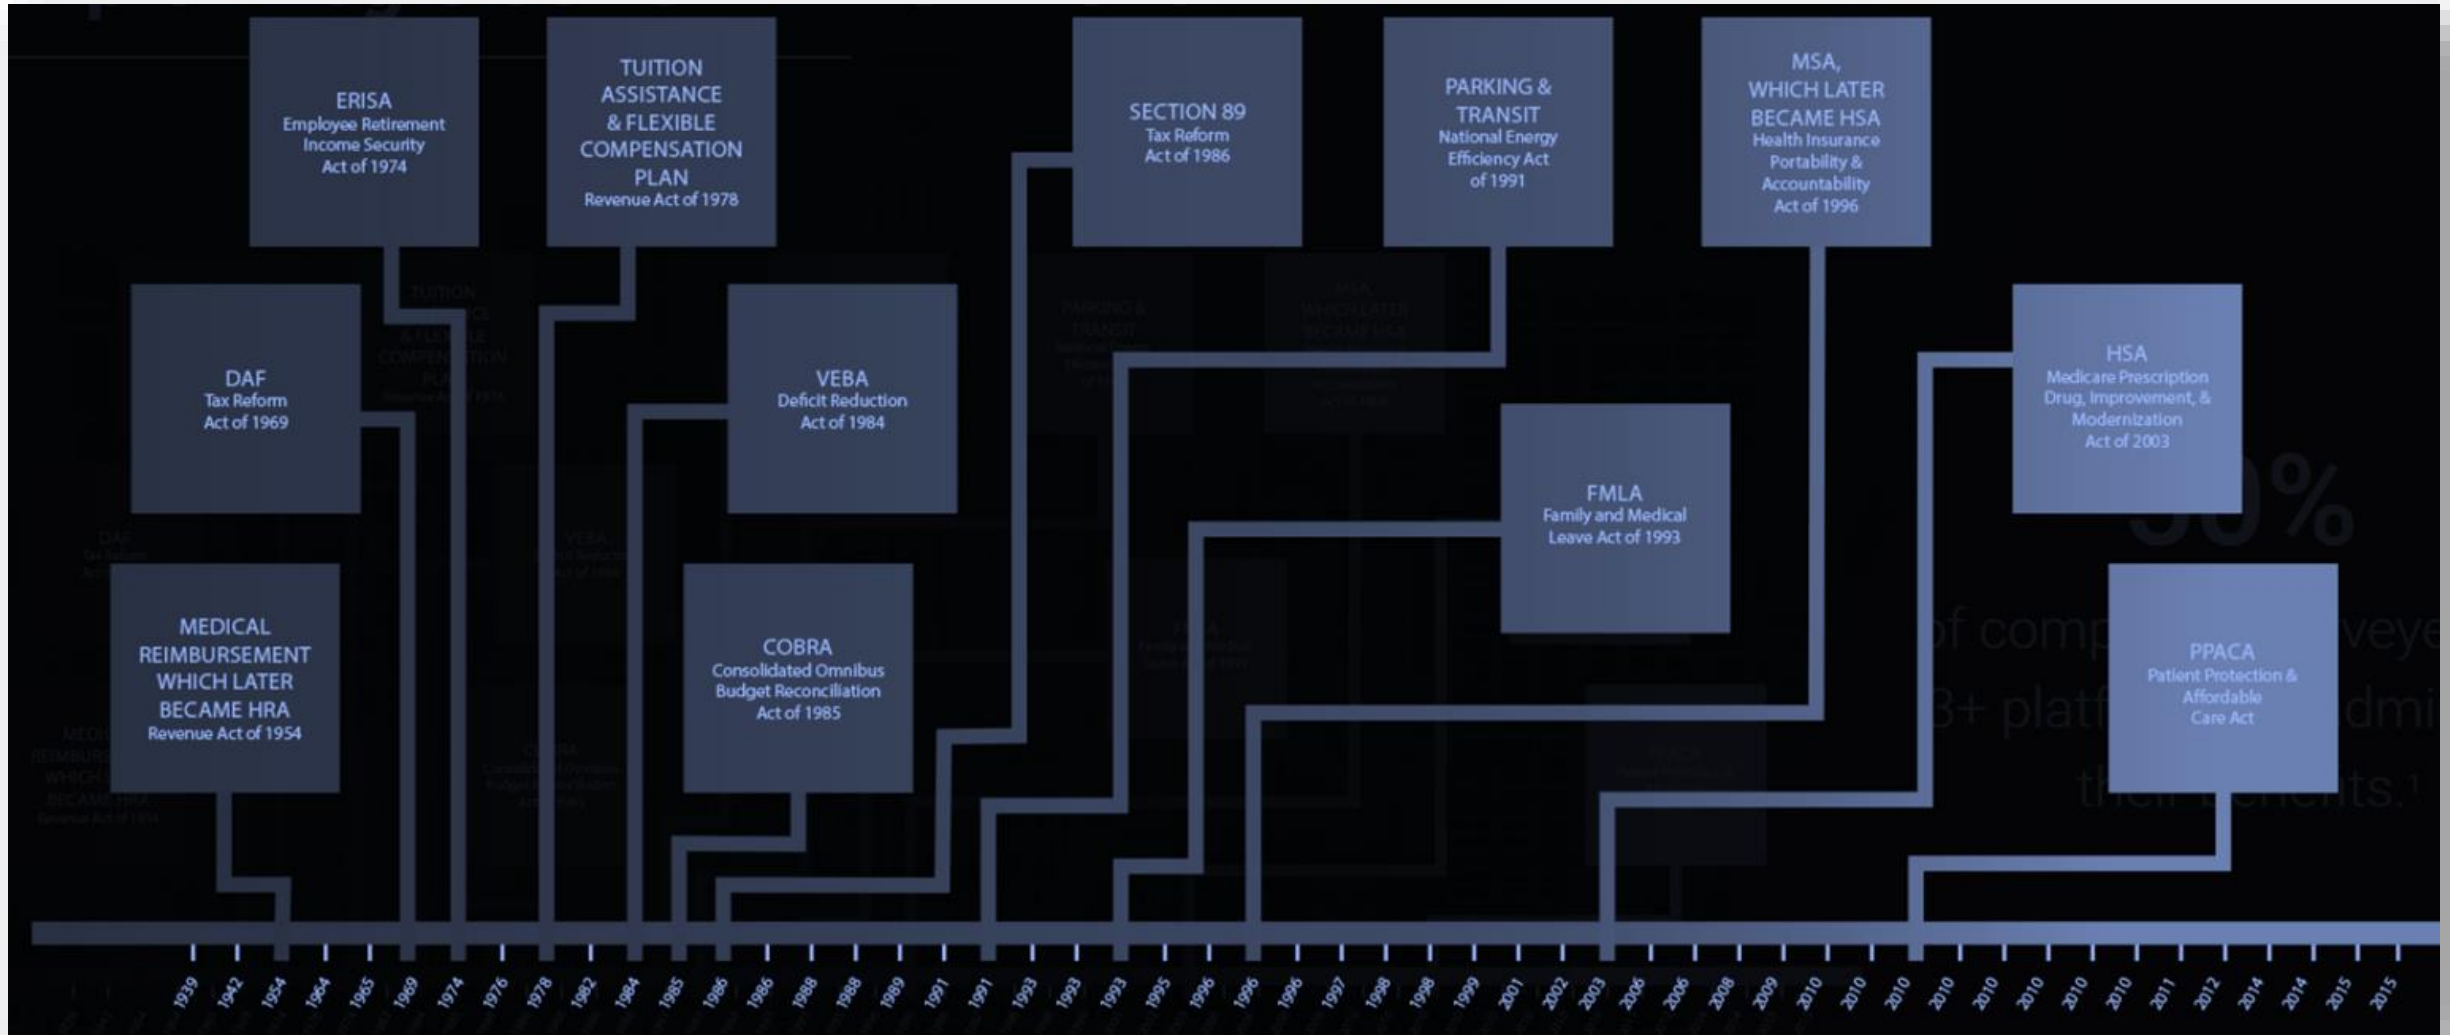 ERISA
Employee Retirement
Income Security
Act of 1974
TUITION
ASSISTANCE
& FLEXIBLE
COMPENSATION
PLAN
Revenue Act of 1978
SECTION 89
Tax Reform
Act of 1986
PARKING &
TRANSIT
National Energy
Efficiency Act
of 1991
MSA,
WHICH LATER
BECAME HSA
Health Insurance
Portability &
Accountability
Act of 1996
DAF
Tax Reform
Act of 1969
VEBA
Deficit Reduction
Act of 1984
HSA
Medicare Prescription
Drug, Improvement, &
Modernization
Act of 2003
FMLA
Family and Medical
Leave Act of 1993
MEDICAL
REIMBURSEMENT
WHICH LATER
BECAME HRA
Revenue Act of 1954
COBRA
Consolidated Omnibus
Budget Reconciliation
Act of 1985
PPACA
Patient Protection &
Affordable
Care Act
1939 1942 1954 1964 1965 1969 1974 1976 1978 1982 1984 1985 1986 1986 1988 1988 1989 1991 1991 1993 1993 1993 1995 1996 1996 1996 1997 1998 1998 1999 2001 2002 2003 2006 2006 2008 2009 2010 2010 2010 2010 2010 2010 2010 2011 2012 2014 2014 2015 2015